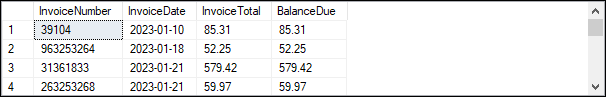 InvoiceNumber InvoiceDate InvoiceTotal BalanceDue
1 39104 2023-01-10 85.31 85.31
2 963253264 2023-01-18 52.25 52.25
3 31361833 2023-01-21 579.42 579.42
4 263253268 2023-01-21 59.97 59.97